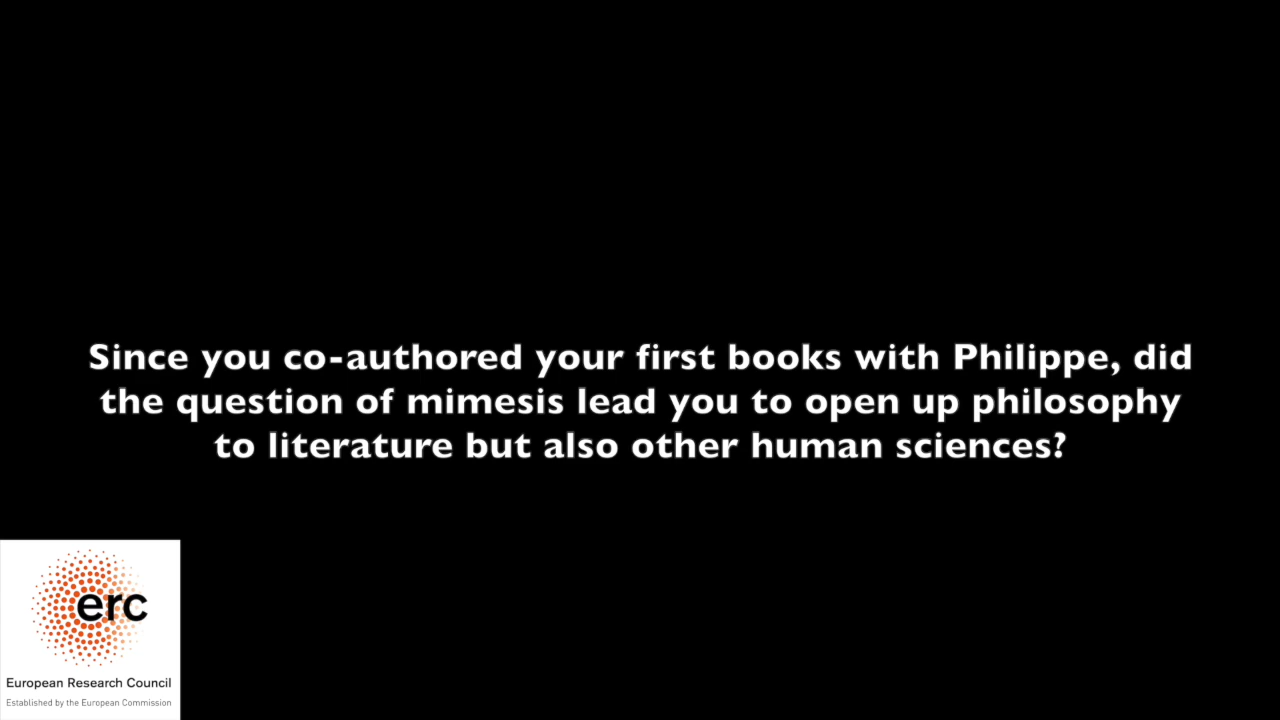 Since you co-authored your first books with Philippe, did
the question of mimesis lead you to open up philosophy
to literature but also other human sciences?
erc
European Research Council
Established by the European Commission